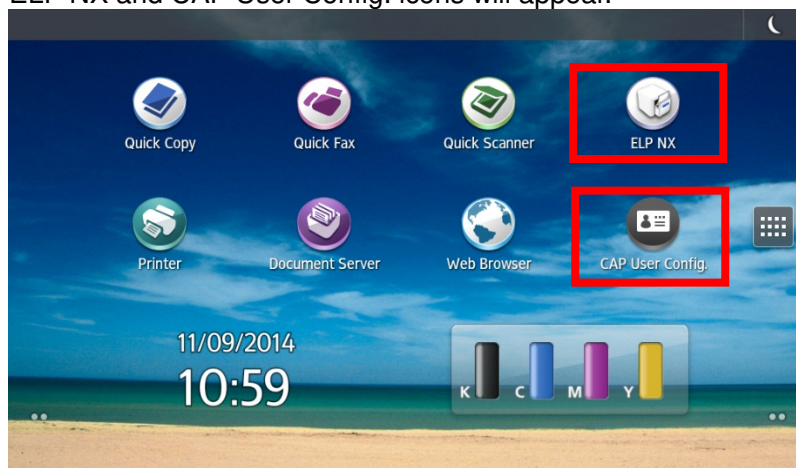 ELP NX and CAP User Config. icons will appear.
Quick Copy Quick Fax Quick Scanner ELP NX
Printer Document Server Web Browser CAP User Config.
11/09/2014
10:59
K C M Y